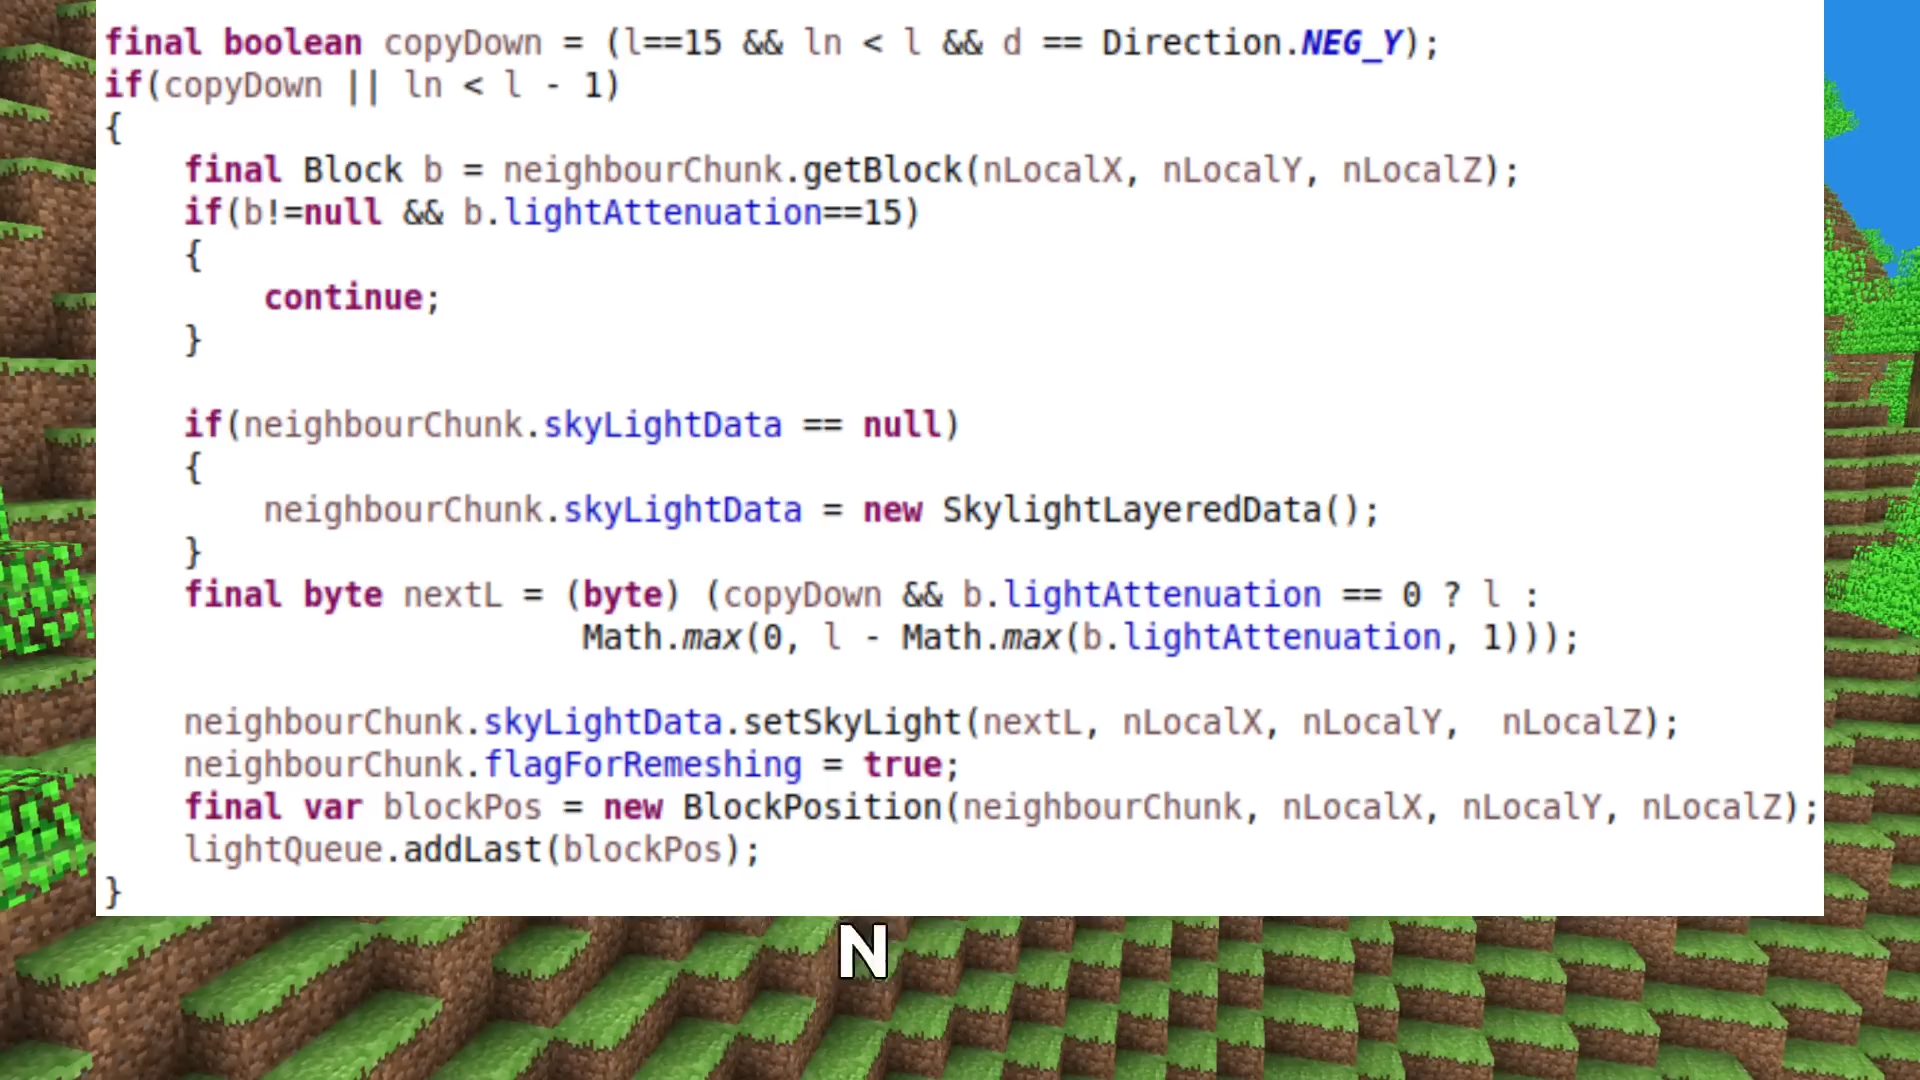 final boolean copyDown = (l==15 && ln < l && d == Direction.NEG_Y);
if(copyDown || ln < l - 1)
{
    final Block b = neighbourChunk.getBlock(nLocalX, nLocalY, nLocalZ);
    if(b!=null && b.lightAttenuation==15)
    {
        continue;
    }

    if(neighbourChunk.skyLightData == null)
    {
        neighbourChunk.skyLightData = new SkylightLayeredData();
    }
    final byte nextL = (byte) (copyDown && b.lightAttenuation == 0 ? l :
                        Math.max(0, l - Math.max(b.lightAttenuation, 1)));

    neighbourChunk.skyLightData.setSkyLight(nextL, nLocalX, nLocalY,  nLocalZ);
    neighbourChunk.flagForRemeshing = true;
    final var blockPos = new BlockPosition(neighbourChunk, nLocalX, nLocalY, nLocalZ);
    lightQueue.addLast(blockPos);
}
N